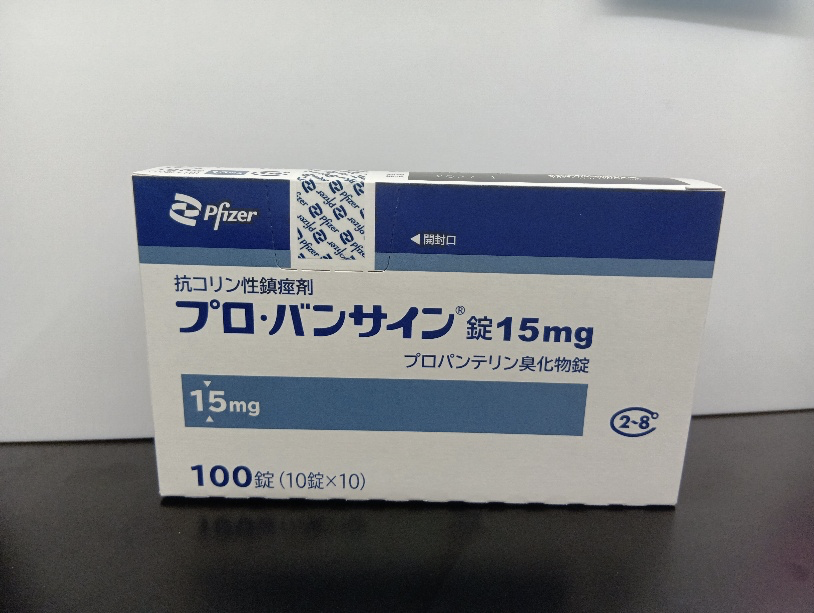 Pfizer
◀開封口
抗コリン性鎮痙剤
プロ・バンサイン®錠15mg
プロパンテリン臭化物錠
15mg
2~8°
100錠(10錠×10)